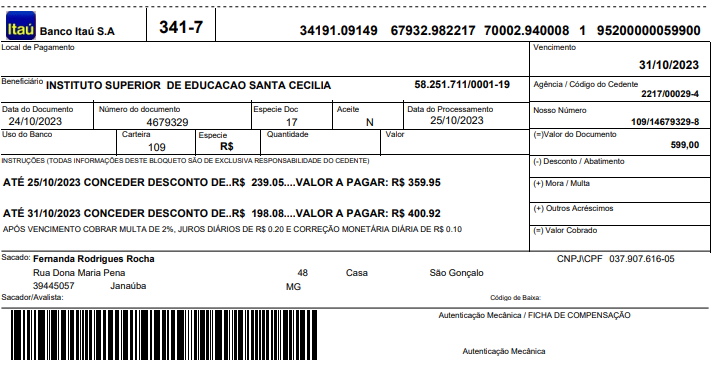 Itaú Banco Itaú S.A 341-7 34191.09149 67932.982217 70002.940008 1 95200000059900
Local de Pagamento Vencimento
31/10/2023
Beneficiário INSTITUTO SUPERIOR DE EDUCACAO SANTA CECILIA 58.251.711/0001-19 Agência / Código do Cedente
2217/00029-4
Data do Documento Número do documento Especie Doc Aceite Data do Processamento Nosso Número
24/10/2023 4679329 17 N 25/10/2023 109/14679329-8
Uso do Banco Carteira Especie Quantidade Valor (=)Valor do Documento
109 R$ 599,00
INSTRUÇÕES (TODAS INFORMAÇÕES DESTE BLOQUETO SÃO DE EXCLUSIVA RESPONSABILIDADE DO CEDENTE) (-) Desconto / Abatimento
ATÉ 25/10/2023 CONCEDER DESCONTO DE..R$ 239.05....VALOR A PAGAR: R$ 359.95 (+) Mora / Multa
ATÉ 31/10/2023 CONCEDER DESCONTO DE..R$ 198.08....VALOR A PAGAR: R$ 400.92 (+) Outros Acréscimos
APÓS VENCIMENTO COBRAR MULTA DE 2%, JUROS DIÁRIOS DE R$ 0.20 E CORREÇÃO MONETÁRIA DIÁRIA DE R$ 0.10 (=) Valor Cobrado
Sacado: Fernanda Rodrigues Rocha CNPJ\CPF 037.907.616-05
Rua Dona Maria Pena 48 Casa São Gonçalo
39445057 Janaúba MG
Sacador/Avalista: Código de Baixa:
Autenticação Mecânica / FICHA DE COMPENSAÇÃO
Autenticação Mecânica